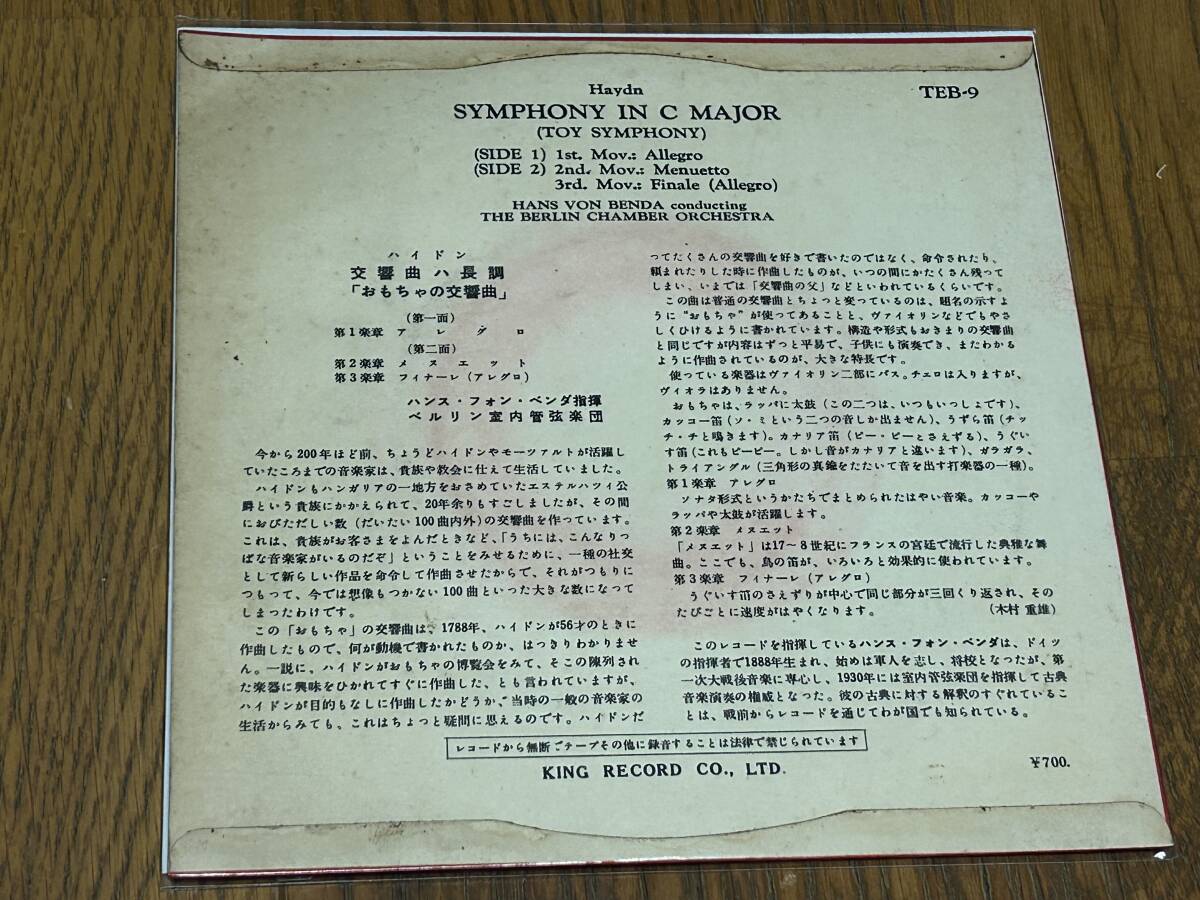 Haydn
TEB-9
SYMPHONY IN C MAJOR
(TOY SYMPHONY)
(SIDE 1) 1st. Mov.: Allegro
(SIDE 2) 2nd. Mov.: Menuetto
3rd. Mov.: Finale (Allegro)
HANS VON BENDA conducting
THE BERLIN CHAMBER ORCHESTRA
ハイドン
交響曲ハ長調
「おもちゃの交響曲」
(第一面)
第1楽章 アレグロ
(第二面)
第2楽章 メヌエット
第3楽章 フィナーレ(アレグロ)
ハンス・フォン・ベンダ指揮
ベルリン室内管弦楽団
今から200年ほど前、ちょうどハイドンやモーツァルトが活躍し
ていたころまでの音楽家は、貴族や教会に仕えて生活していました。
ハイドンもハンガリアの一地方をおさめていたエステルハツィ公
爵という貴族にかかえられて、20年余りもすごしましたが、その間
におびただしい数(だいたい100曲内外)の交響曲を作っています。
これは、貴族がお客さまをよんだときなど、「うちには、こんなりっ
ぱな音楽家がいるのだぞ」ということをみせるために、一種の社交
として新らしい作品を命令して作曲させたからで、それがつもりに
つもって、今では想像もつかない100曲といった大きな数になって
しまったわけです。
この「おもちゃ」の交響曲は、1788年、ハイドンが56才のときに
作曲したもので、何が動機で書かれたものか、はっきりわかりませ
ん。一説に、ハイドンがおもちゃの博覧会をみて、そこの陳列され
た楽器に興味をひかれてすぐに作曲した、とも言われていますが、
ハイドンが目的もなしに作曲したかどうか、当時の一般の音楽家の
生活からみても、これはちょっと疑問に思えるのです。ハイドンだ
ってたくさんの交響曲を好きで書いたのではなく、命令されたり、
頼まれたりした時に作曲したものが、いつの間にかたくさん残って
しまい、いまでは「交響曲の父」などといわれているくらいです。
この曲は普通の交響曲とちょっと変っているのは、題名の示すよ
うに“おもちゃ”が使ってあることと、ヴァイオリンなどでもやさ
しくひけるように書かれています。構造や形式もおきまりの交響曲
と同じですが内容はずっと平易で、子供にも演奏でき、またわかる
ように作曲されているのが、大きな特長です。
使っている楽器はヴァイオリン二部にバス。チェロは入りますが、
ヴィオラはありません。
おもちゃは、ラッパに太鼓(この二つは、いつもいっしょです)、
カッコー笛(ソ・ミという二つの音しか出ません)、うずら笛(チッ
チ・チと鳴きます)。カナリア笛(ピー・ピーとさえずる)、うぐい
す笛(これもピーピー。しかし音がカナリアと違います)、ガラガラ、
トライアングル(三角形の真鍮をたたいて音を出す打楽器の一種)。
第1楽章 アレグロ
ソナタ形式というかたちでまとめられたはやい音楽。カッコーや
ラッパや太鼓が活躍します。
第2楽章 メヌエット
「メヌエット」は17〜8世紀にフランスの宮廷で流行した典雅な舞
曲。ここでも、鳥の笛が、いろいろと効果的に使われています。
第3楽章 フィナーレ(アレグロ)
うぐいす笛のさえずりが中心で同じ部分が三回くり返され、その
たびごとに速度がはやくなります。 (木村 重雄)
このレコードを指揮しているハンス・フォン・ベンダは、ドイツ
の指揮者で1888年生まれ、始めは軍人を志し、将校となったが、第
一次大戦後音楽に専心し、1930年には室内管弦楽団を指揮して古典
音楽演奏の権威となった。彼の古典に対する解釈のすぐれているこ
とは、戦前からレコードを通じてわが国でも知られている。
レコードから無断でテープその他に録音することは法律で禁じられています
KING RECORD CO., LTD.
¥700.